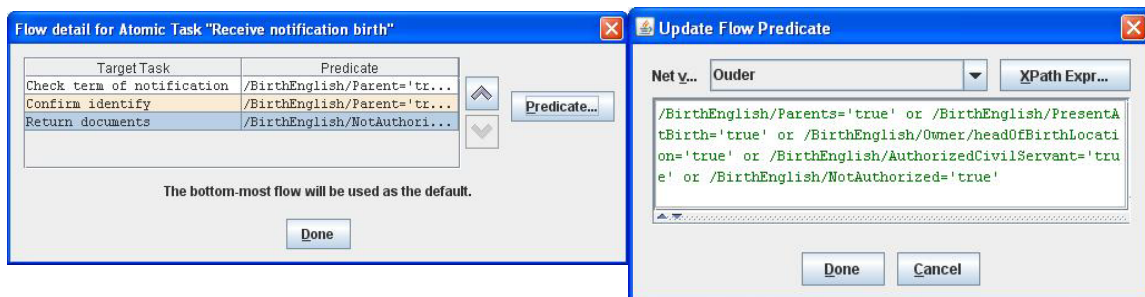 Flow detail for Atomic Task "Receive notification birth"
Target Task Predicate
Check term of notification /BirthEnglish/Parent='tr...
Confirm identify /BirthEnglish/Parent='tr...
Return documents /BirthEnglish/NotAuthori...
Predicate...
The bottom-most flow will be used as the default.
Done
Update Flow Predicate
Net v... Ouder XPath Expr...
/BirthEnglish/Parents='true' or /BirthEnglish/PresentA
tBirth='true' or /BirthEnglish/Owner/headOfBirthLocati
on='true' or /BirthEnglish/AuthorizedCivilServant='tru
e' or /BirthEnglish/NotAuthorized='true'
Done Cancel